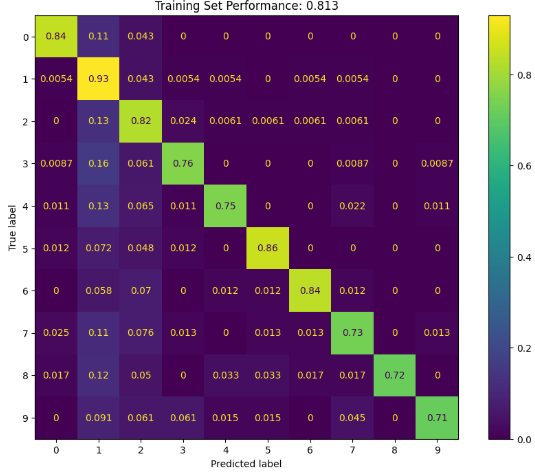 Training Set Performance: 0.813
0 0.84 0.11 0.043 0 0 0 0 0 0 0
1 0.0054 0.93 0.043 0.0054 0.0054 0 0.0054 0.0054 0 0
2 0 0.13 0.82 0.024 0.0061 0.0061 0.0061 0.0061 0 0
3 0.0087 0.16 0.061 0.76 0 0 0 0.0087 0 0.0087
4 0.011 0.13 0.065 0.011 0.75 0 0 0.022 0 0.011
5 0.012 0.072 0.048 0.012 0 0.86 0 0 0 0
6 0 0.058 0.07 0 0.012 0.012 0.84 0.012 0 0
7 0.025 0.11 0.076 0.013 0 0.013 0.013 0.73 0 0.013
8 0.017 0.12 0.05 0 0.033 0.033 0.017 0.017 0.72 0
9 0 0.091 0.061 0.061 0.015 0.015 0 0.045 0 0.71
0 1 2 3 4 5 6 7 8 9
True label
Predicted label
0.8
0.6
0.4
0.2
0.0